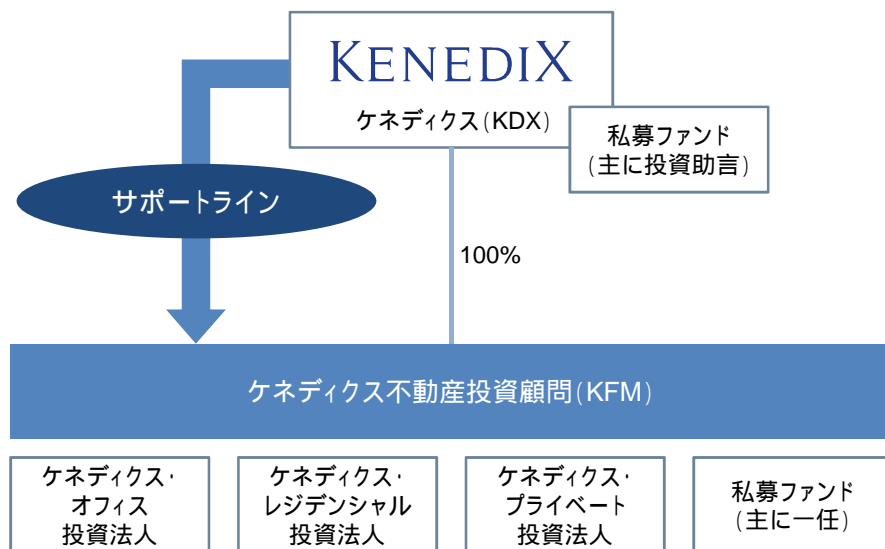 KENEDIX
ケネディクス(KDX)
私募ファンド
(主に投資助言)
サポートライン
100%
ケネディクス不動産投資顧問(KFM)
ケネディクス・
オフィス
投資法人
ケネディクス・
レジデンシャル
投資法人
ケネディクス・
プライベート
投資法人
私募ファンド
(主に一任)